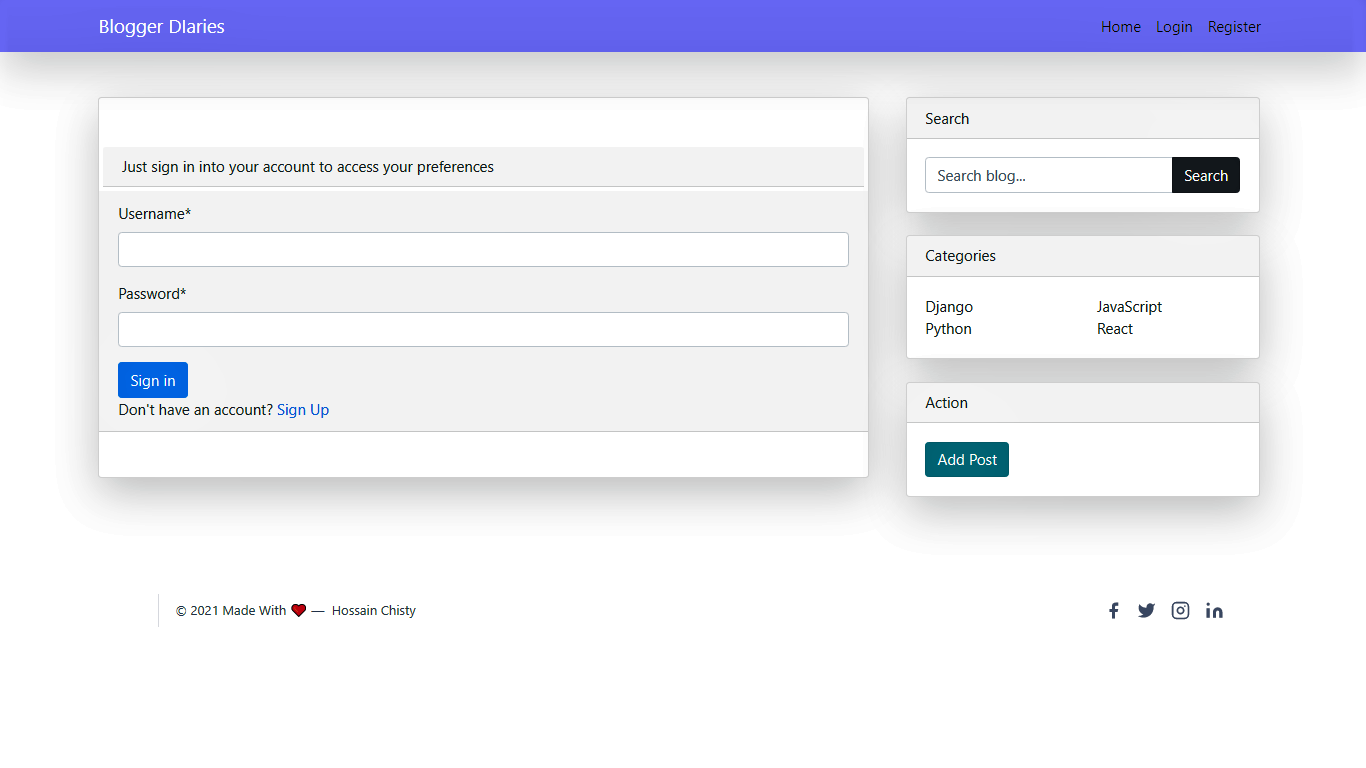 Blogger DIaries
Home Login Register
Just sign in into your account to access your preferences
Username*
Password*
Sign in
Don't have an account? Sign Up
Search
Search blog... Search
Categories
Django JavaScript
Python React
Action
Add Post
© 2021 Made With ❤ — Hossain Chisty